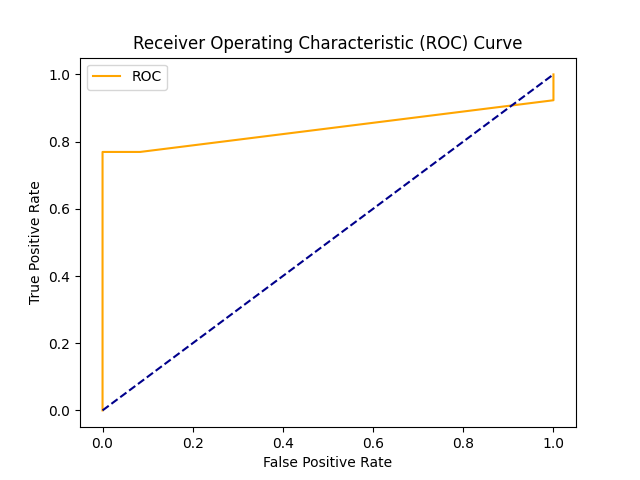 Receiver Operating Characteristic (ROC) Curve
ROC
1.0
0.8
0.6
0.4
0.2
0.0
True Positive Rate
0.0 0.2 0.4 0.6 0.8 1.0
False Positive Rate